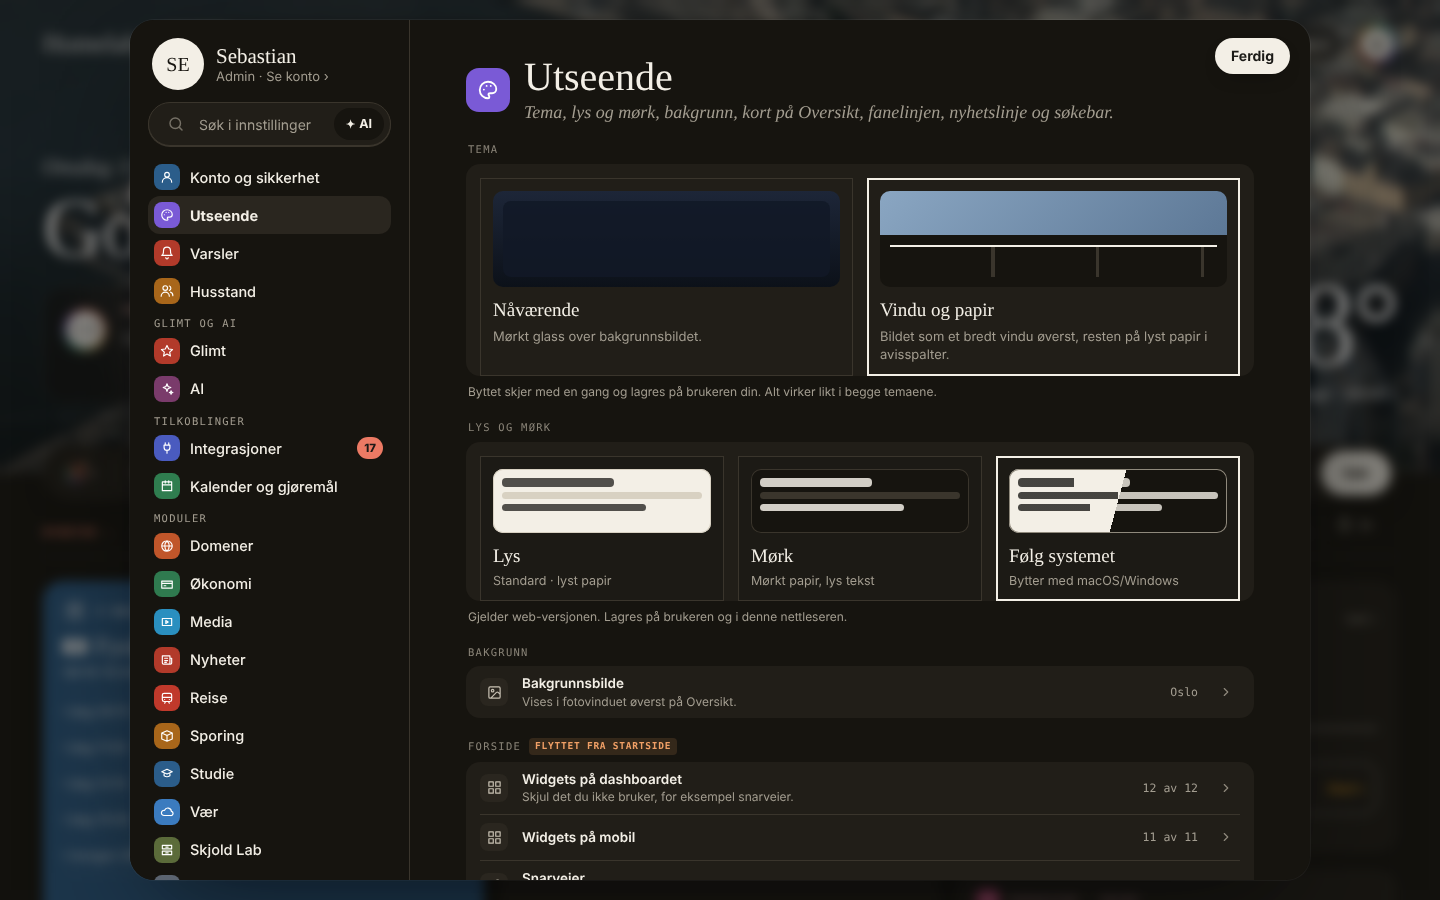 SE
Sebastian
Admin · Se konto ›
Søk i innstillinger
✦ AI
Konto og sikkerhet
Utseende
Varsler
Husstand
GLIMT OG AI
Glimt
AI
TILKOBLINGER
Integrasjoner
17
Kalender og gjøremål
MODULER
Domener
Økonomi
Media
Nyheter
Reise
Sporing
Studie
Vær
Skjold Lab
Ferdig
Utseende
Tema, lys og mørk, bakgrunn, kort på Oversikt, fanelinjen, nyhetslinje og søkebar.
TEMA
Nåværende
Mørkt glass over bakgrunnsbildet.
Vindu og papir
Bildet som et bredt vindu øverst, resten på lyst papir i
avisspalter.
Byttet skjer med en gang og lagres på brukeren din. Alt virker likt i begge temaene.
LYS OG MØRK
Lys
Standard · lyst papir
Mørk
Mørkt papir, lys tekst
Følg systemet
Bytter med macOS/Windows
Gjelder web-versjonen. Lagres på brukeren og i denne nettleseren.
BAKGRUNN
Bakgrunnsbilde
Vises i fotovinduet øverst på Oversikt.
Oslo
FORSIDE
FLYTTET FRA STARTSIDE
Widgets på dashboardet
Skjul det du ikke bruker, for eksempel snarveier.
12 av 12
Widgets på mobil
11 av 11
Snarveier
8°